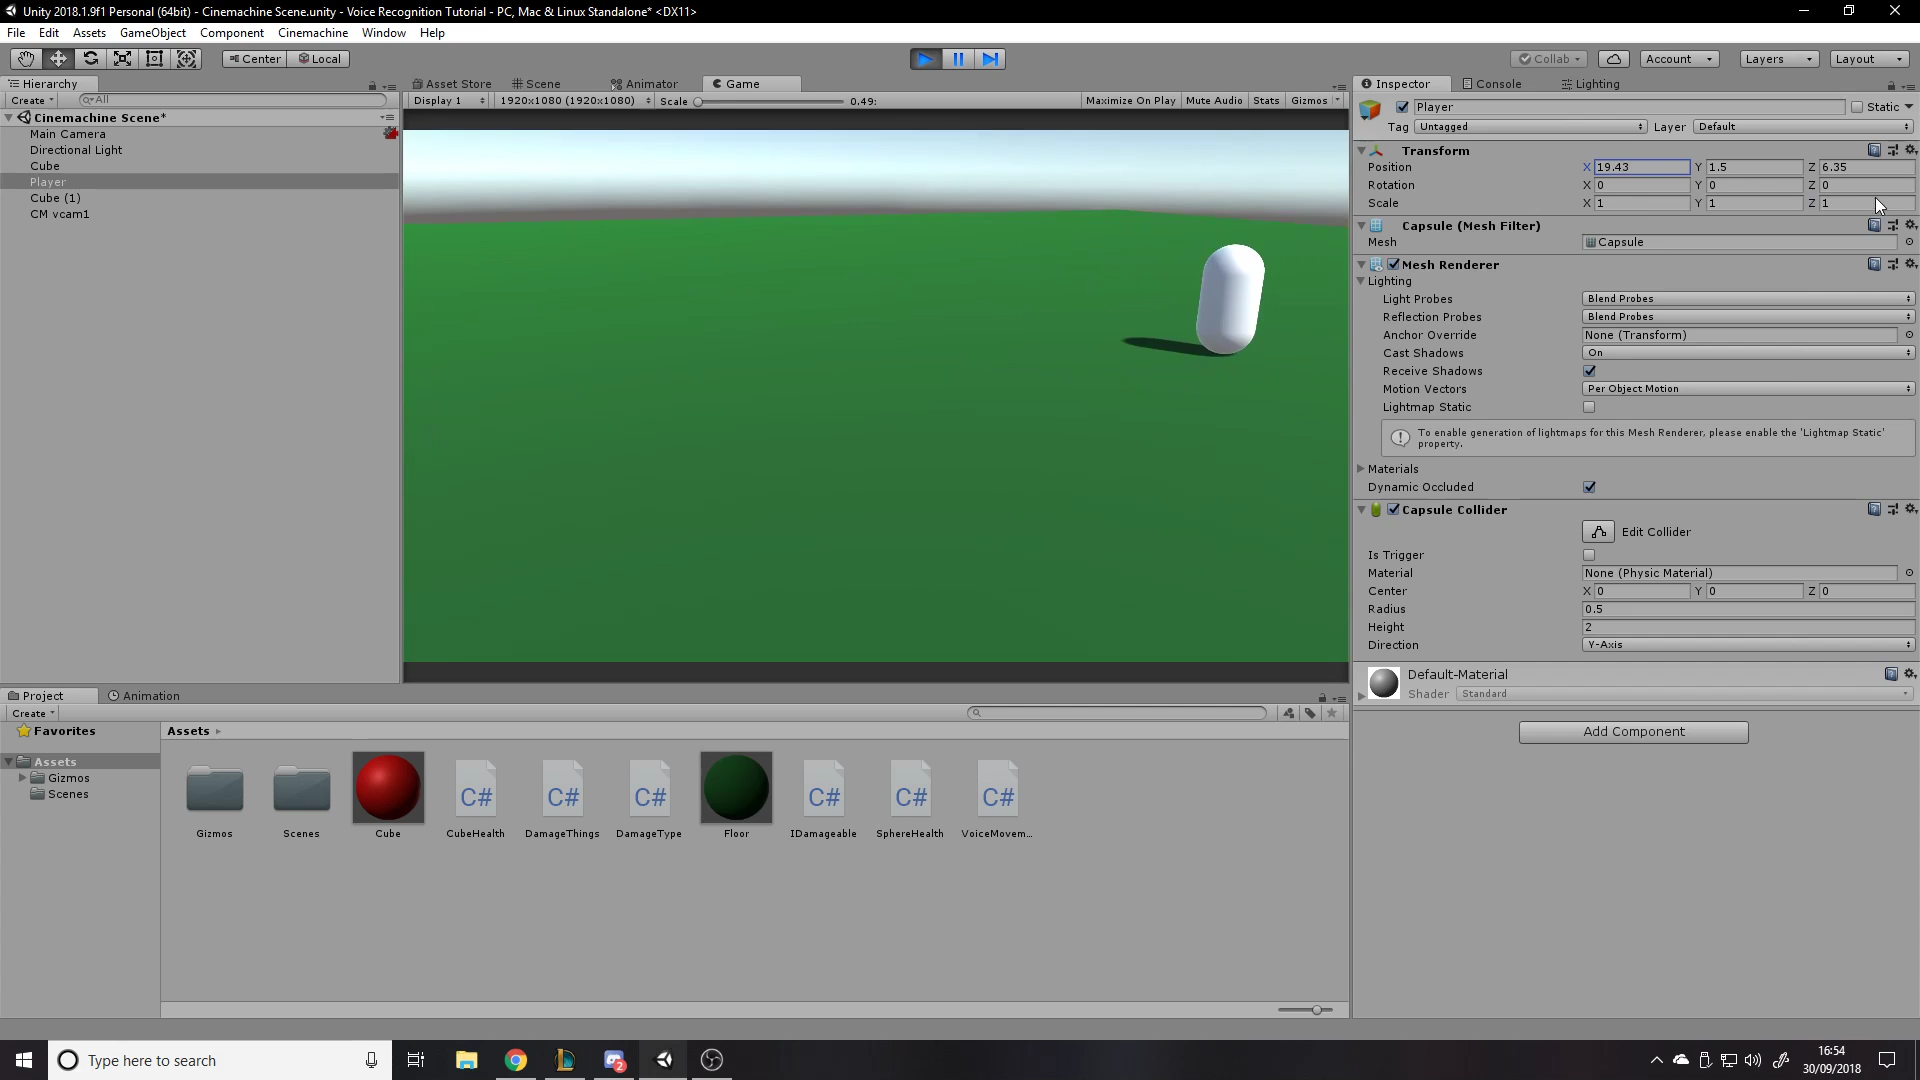 Unity 2018.1.9f1 Personal (64bit) - Cinemachine Scene.unity - Voice Recognition Tutorial - PC, Mac & Linux Standalone* <DX11>
File Edit Assets GameObject Component Cinemachine Window Help
Center Local Collab Account Layers Layout
Hierarchy Asset Store Scene Animator Game Inspector Console Lighting
Create All Display 1 1920x1080 (1920x1080) Scale 0.49: Maximize On Play Mute Audio Stats Gizmos
Player Static
Cinemachine Scene*
Main Camera
Directional Light
Cube
Player
Cube (1)
CM vcam1
Tag Untagged Layer Default
Transform
Position X 19.43 Y 1.5 Z 6.35
Rotation X 0 Y 0 Z 0
Scale X 1 Y 1 Z 1
Capsule (Mesh Filter)
Mesh Capsule
Mesh Renderer
Lighting
Light Probes Blend Probes
Reflection Probes Blend Probes
Anchor Override None (Transform)
Cast Shadows On
Receive Shadows
Motion Vectors Per Object Motion
Lightmap Static
To enable generation of lightmaps for this Mesh Renderer, please enable the 'Lightmap Static'
property.
Materials
Dynamic Occluded
Capsule Collider
Edit Collider
Is Trigger
Material None (Physic Material)
Center X 0 Y 0 Z 0
Radius 0.5
Height 2
Direction Y-Axis
Default-Material
Shader Standard
Add Component
Project Animation
Create
Favorites
Assets
Gizmos
Scenes
Assets
C# C# C# C# C# C#
Gizmos Scenes Cube CubeHealth DamageThings DamageType Floor IDamageable SphereHealth VoiceMovem...
Type here to search
2
16:54
30/09/2018